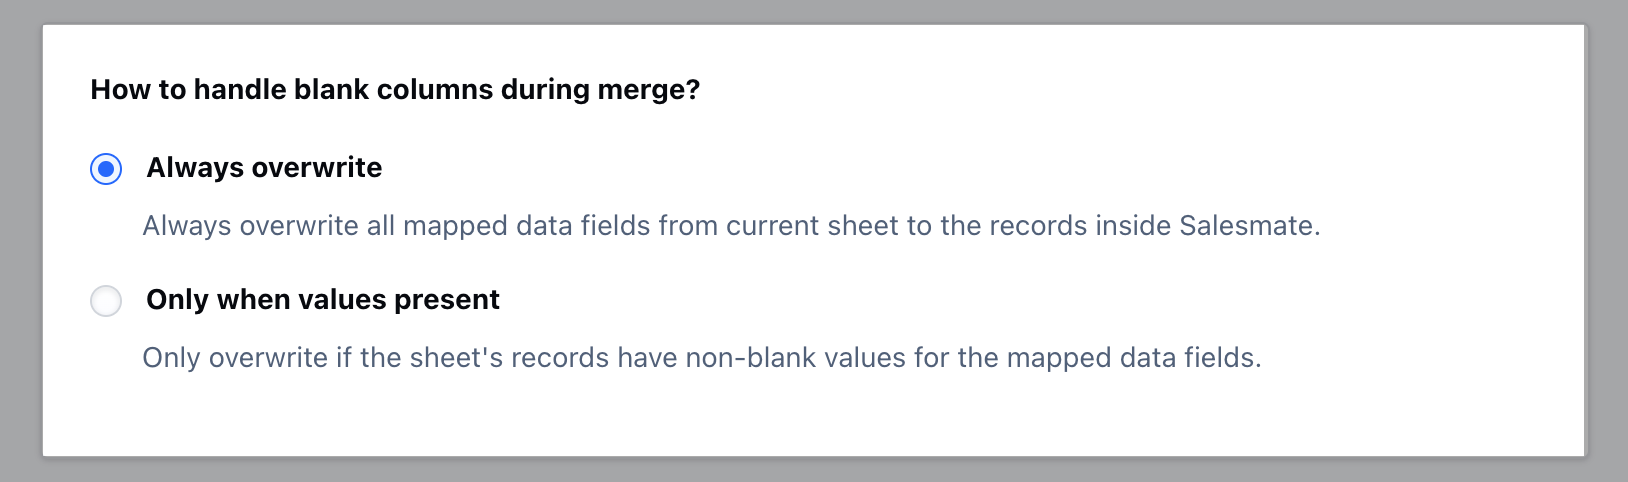 How to handle blank columns during merge?
Always overwrite
Always overwrite all mapped data fields from current sheet to the records inside Salesmate.
Only when values present
Only overwrite if the sheet's records have non-blank values for the mapped data fields.